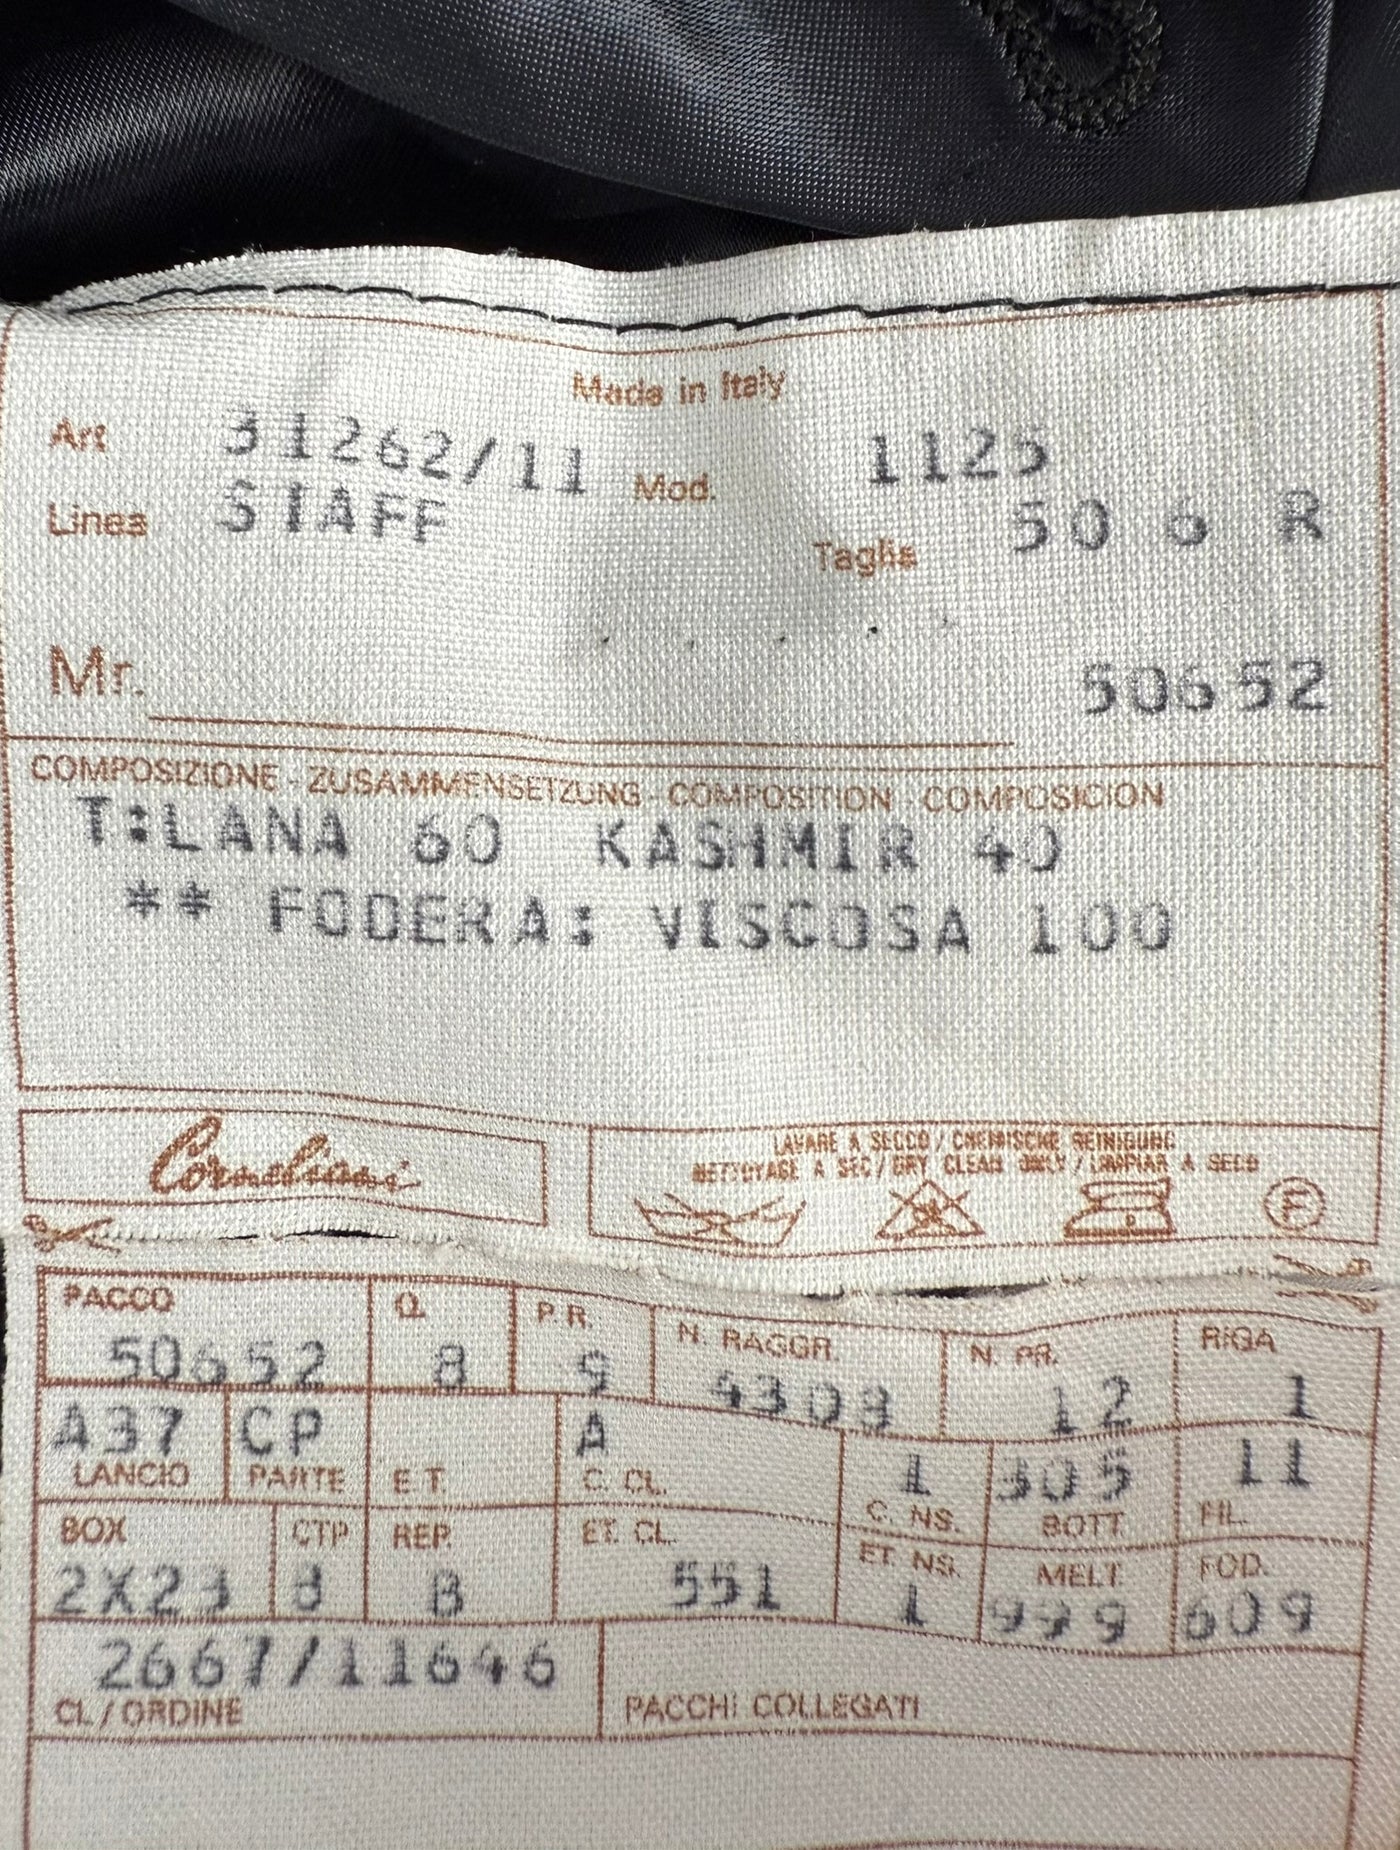 Made in Italy
Art 31262/11 Mod. 1125
Linea STAFF Taglia 50 6 R
Mr. 50652
COMPOSIZIONE - ZUSAMMENSETZUNG - COMPOSITION - COMPOSICION
T:LANA 60 KASHMIR 40
** FODERA: VISCOSA 100
Corneliani
LAVARE A SECCO / CHEMISCHE REINIGUNG
NETTOYAGE A SEC / DRY CLEAN ONLY / LIMPIAR A SECO
F
PACCO Q. P.R. N. RAGGR. N. PR. RIGA
50652 8 9 4308 12 1
A37 CP A 1 305 11
LANCIO PARTE E.T. C. CL. C. NS. BOTT. FIL.
BOX CTP REP. ET. CL. ET. NS. MELT. FOD.
2X23 8 B 551 1 999 609
2667/11646
CL/ORDINE PACCHI COLLEGATI